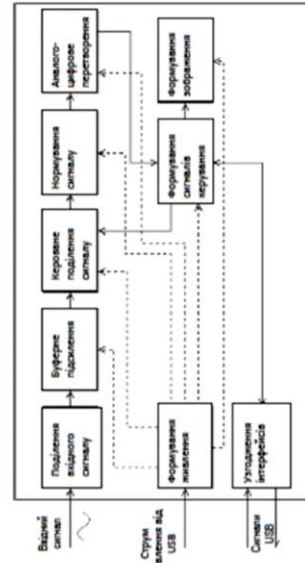 Вхідний
сигнал
Поділення
вхідного
сигналу
Буферне
підсилення
Кероване
поділення
сигналу
Нормування
сигналу
Аналого-
цифрове
перетворення
Струм
влення від
USB
Формування
живлення
Формування
сигналів
керування
Формування
зображення
Сигнали
USB
Узгодження
інтерфейсів